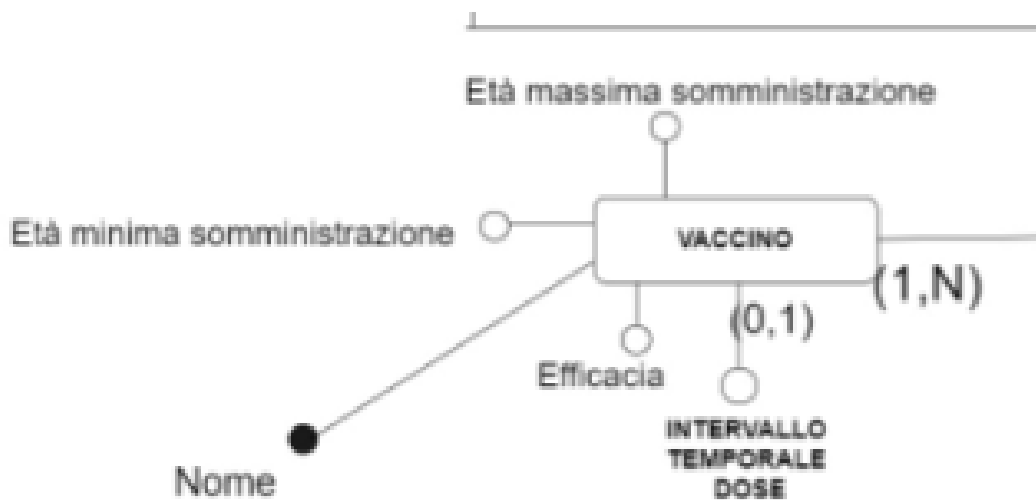 Età massima somministrazione
Età minima somministrazione
VACCINO
(1,N)
(0,1)
Efficacia
INTERVALLO
TEMPORALE
DOSE
Nome